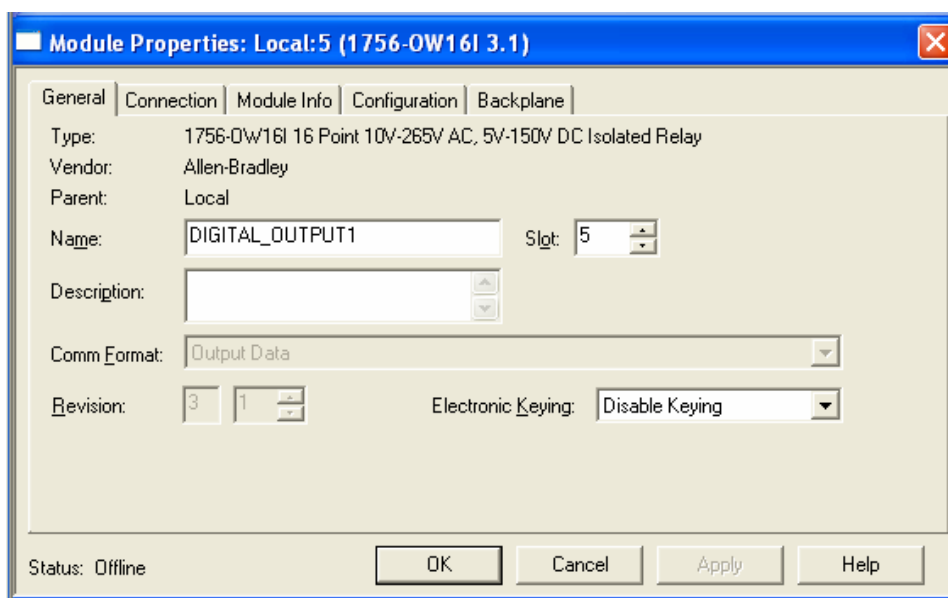 Module Properties: Local:5 (1756-OW16I 3.1)
General Connection Module Info Configuration Backplane
Type: 1756-OW16I 16 Point 10V-265V AC, 5V-150V DC Isolated Relay
Vendor: Allen-Bradley
Parent: Local
Name: DIGITAL_OUTPUT1 Slot: 5
Description:
Comm Format: Output Data
Revision: 3 1 Electronic Keying: Disable Keying
Status: Offline OK Cancel Apply Help